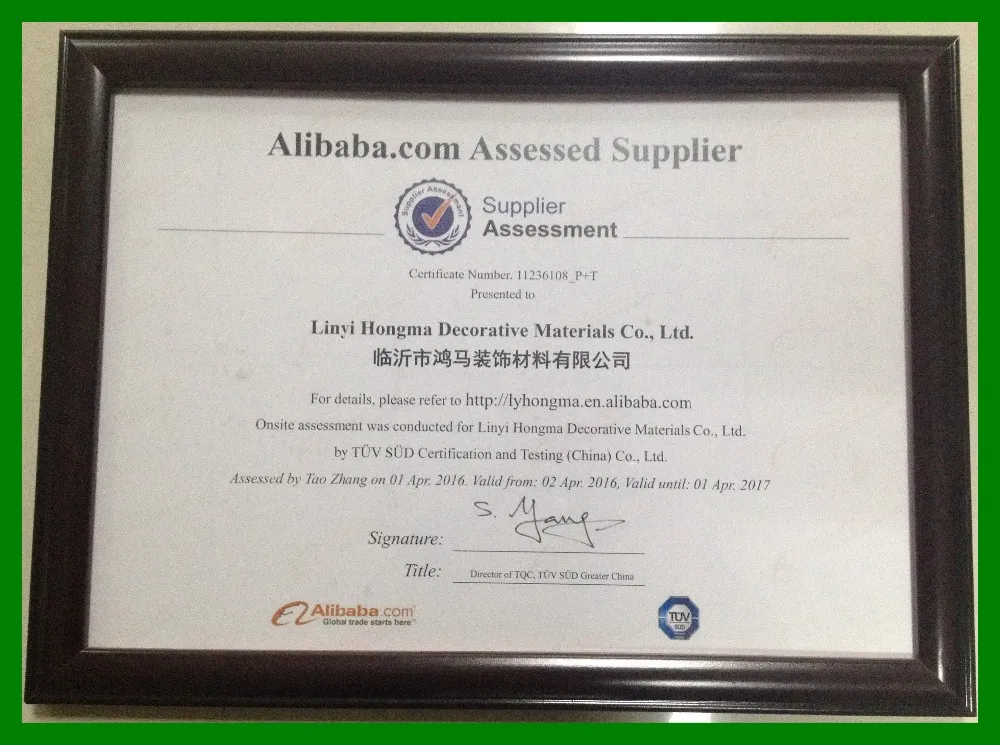 Alibaba.com Assessed Supplier
Supplier Assessment
Supplier
Assessment
Certificate Number. 11236108_P+T
Presented to
Linyi Hongma Decorative Materials Co., Ltd.
临沂市鸿马装饰材料有限公司
For details, please refer to http://lyhongma.en.alibaba.com
Onsite assessment was conducted for Linyi Hongma Decorative Materials Co., Ltd.
by TÜV SÜD Certification and Testing (China) Co., Ltd.
Assessed by Tao Zhang on 01 Apr. 2016. Valid from: 02 Apr. 2016, Valid until: 01 Apr. 2017
S. Yang
Signature:
Title: Director of TQC, TÜV SÜD Greater China
Alibaba.com
Global trade starts here™
TÜV
SÜD